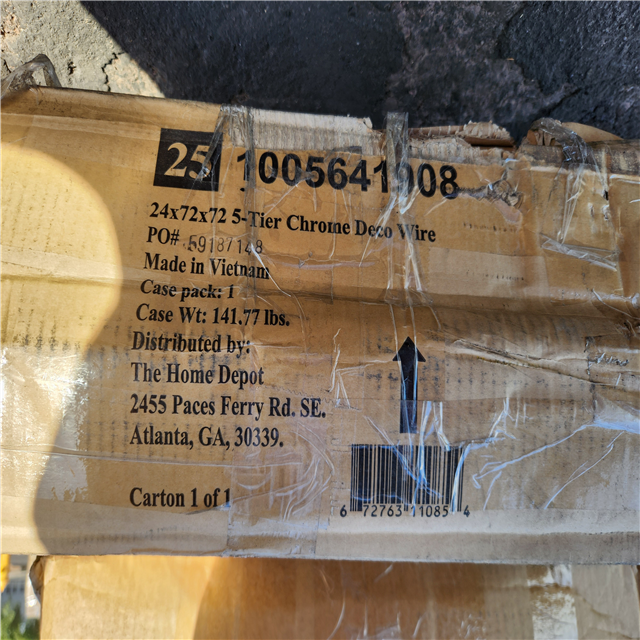 25 1005641008
24x72x72 5-Tier Chrome Deco Wire
PO# 59187148
Made in Vietnam
Case pack: 1
Case Wt: 141.77 lbs.
Distributed by:
The Home Depot
2455 Paces Ferry Rd. SE.
Atlanta, GA, 30339.
Carton 1 of 1
6 72763 11085 4